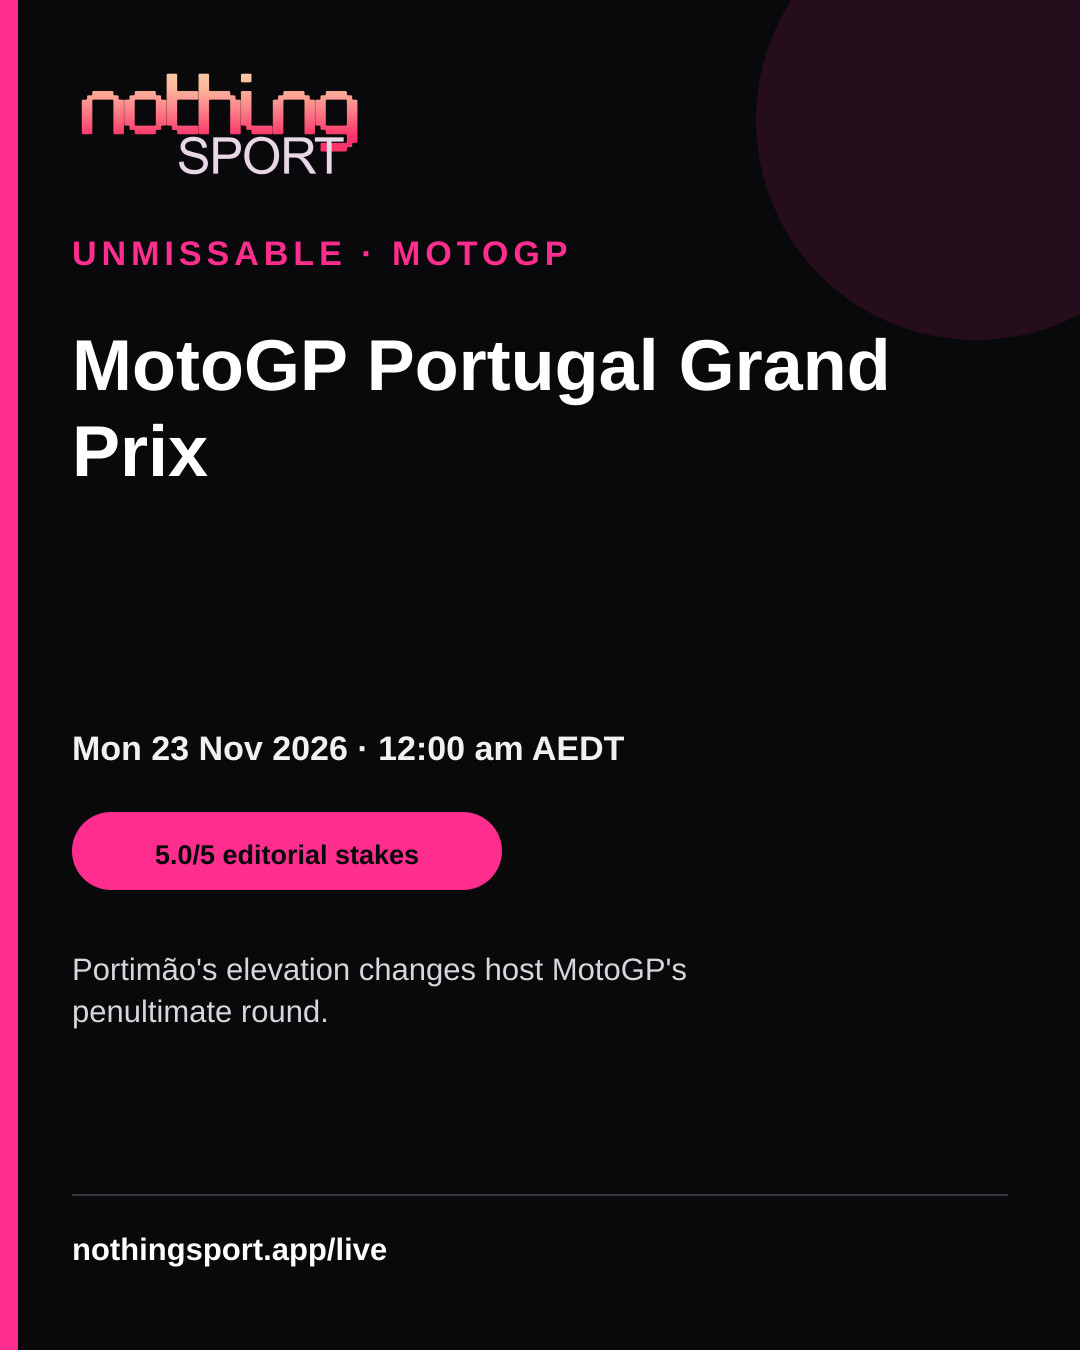 nothing
SPORT
UNMISSABLE · MOTOGP
MotoGP Portugal Grand
Prix
Mon 23 Nov 2026 · 12:00 am AEDT
5.0/5 editorial stakes
Portimão's elevation changes host MotoGP's
penultimate round.
nothingsport.app/live